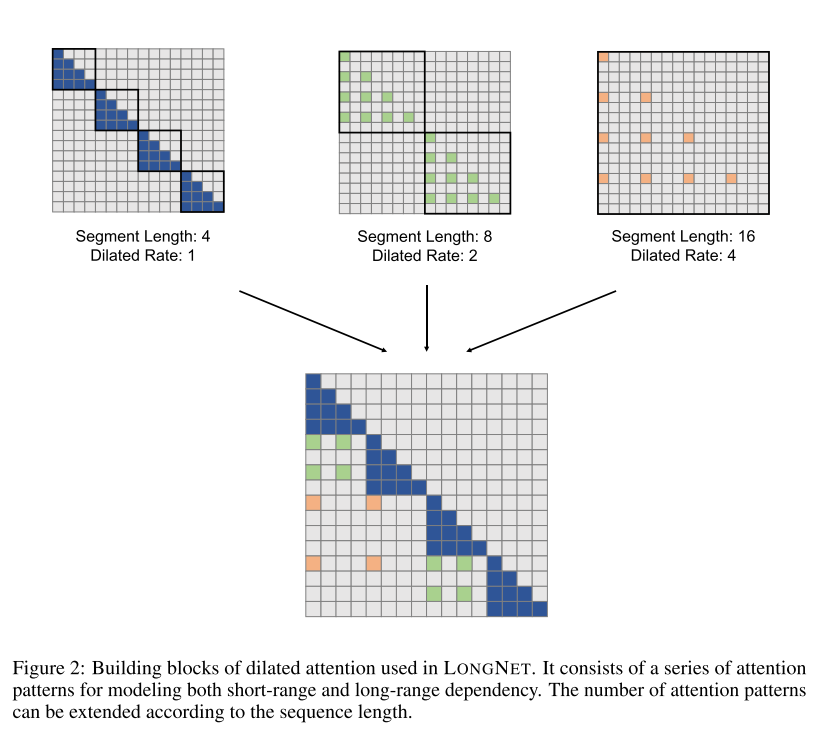 Segment Length: 4
Dilated Rate: 1
Segment Length: 8
Dilated Rate: 2
Segment Length: 16
Dilated Rate: 4
Figure 2: Building blocks of dilated attention used in LONGNET. It consists of a series of attention
patterns for modeling both short-range and long-range dependency. The number of attention patterns
can be extended according to the sequence length.